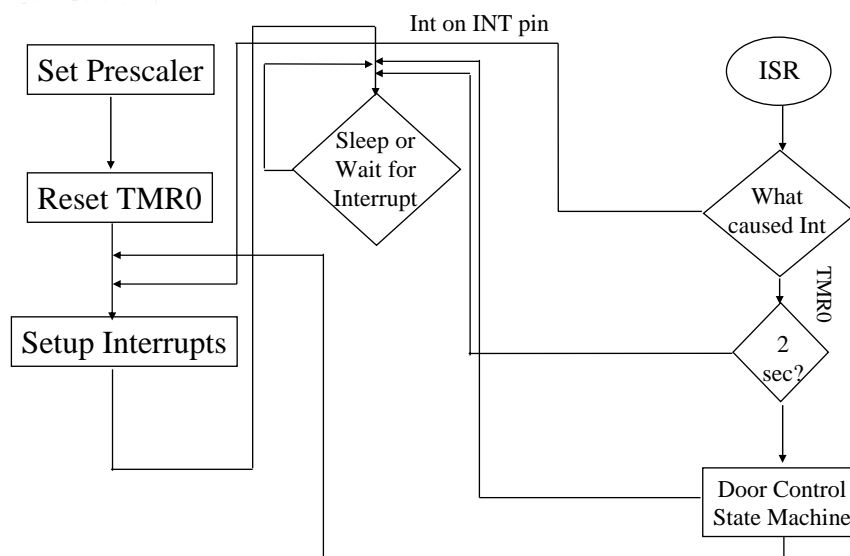 Int on INT pin
Set Prescaler
ISR
Sleep or
Wait for
Interrupt
Reset TMR0
What
caused Int
TMR0
Setup Interrupts
2
sec?
Door Control
State Machine